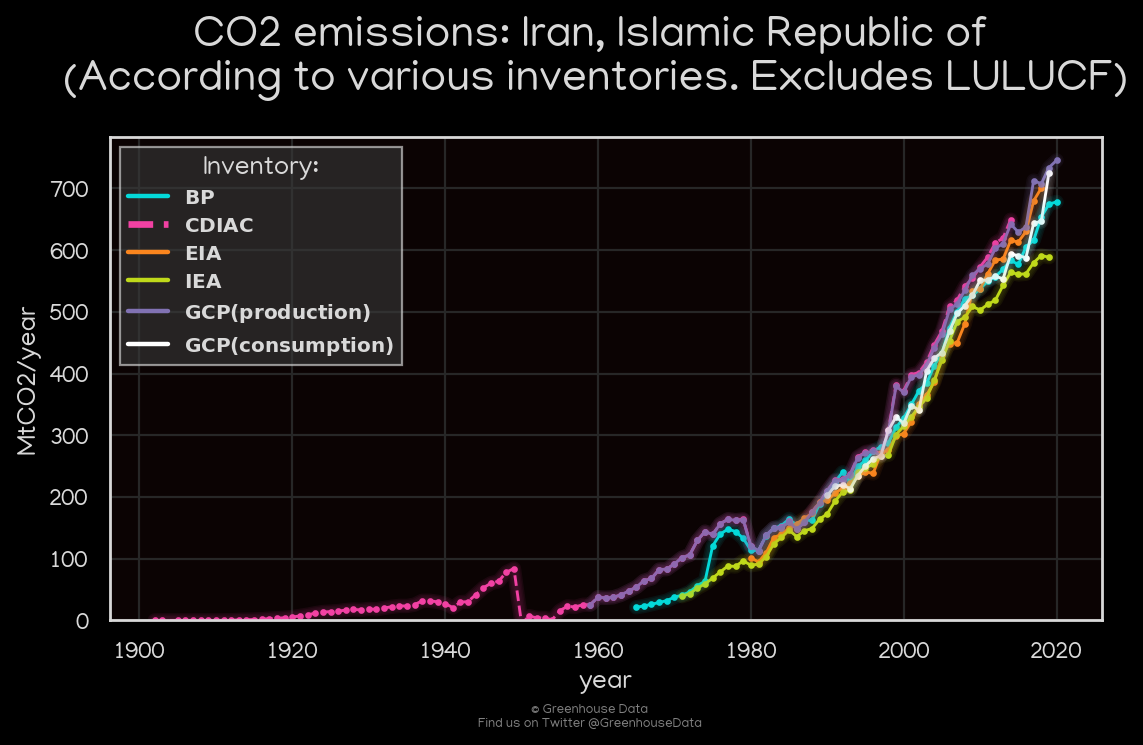 CO2 emissions: Iran, Islamic Republic of
(According to various inventories. Excludes LULUCF)
Inventory:
BP
CDIAC
EIA
IEA
GCP(production)
GCP(consumption)
MtCO2/year
700
600
500
400
300
200
100
0
1900 1920 1940 1960 1980 2000 2020
year
© Greenhouse Data
Find us on Twitter @GreenhouseData